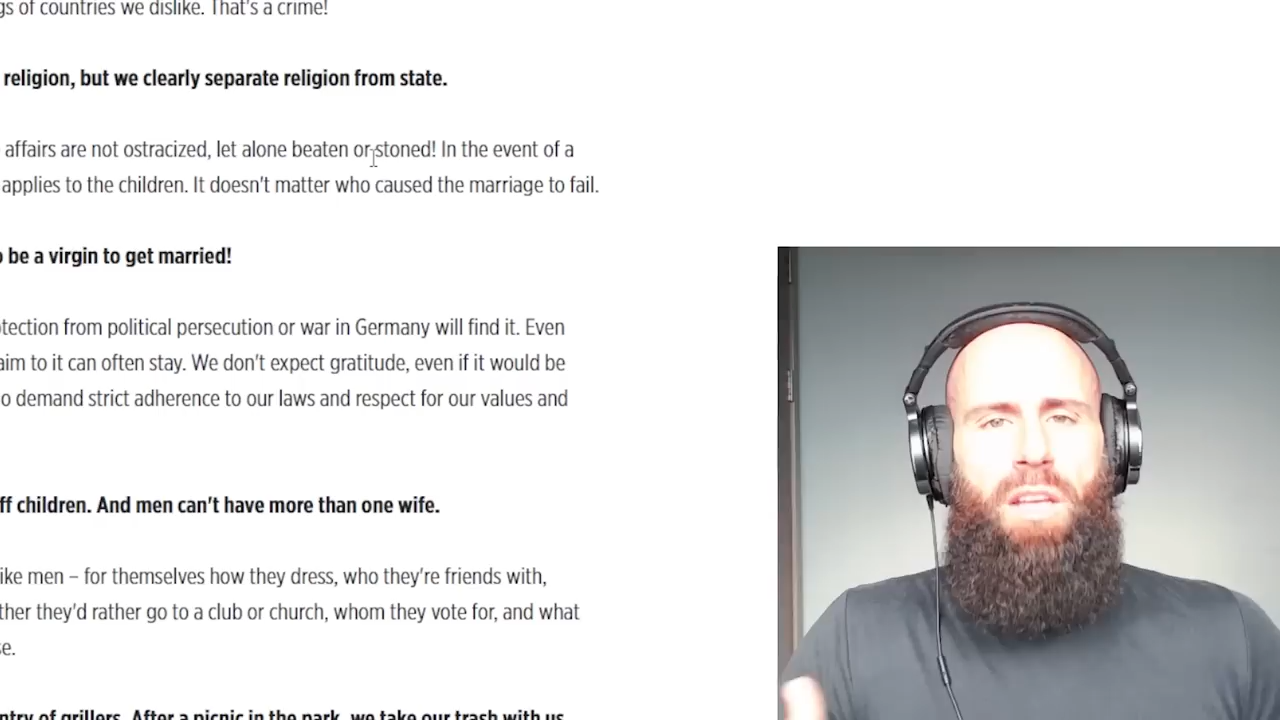 gs of countries we dislike. That's a crime!
religion, but we clearly separate religion from state.
affairs are not ostracized, let alone beaten or stoned! In the event of a
applies to the children. It doesn't matter who caused the marriage to fail.
be a virgin to get married!
tection from political persecution or war in Germany will find it. Even
aim to it can often stay. We don't expect gratitude, even if it would be
o demand strict adherence to our laws and respect for our values and
ff children. And men can't have more than one wife.
ike men – for themselves how they dress, who they're friends with,
ther they'd rather go to a club or church, whom they vote for, and what
se.
ntry of grillers. After a picnic in the park, we take our trash with us